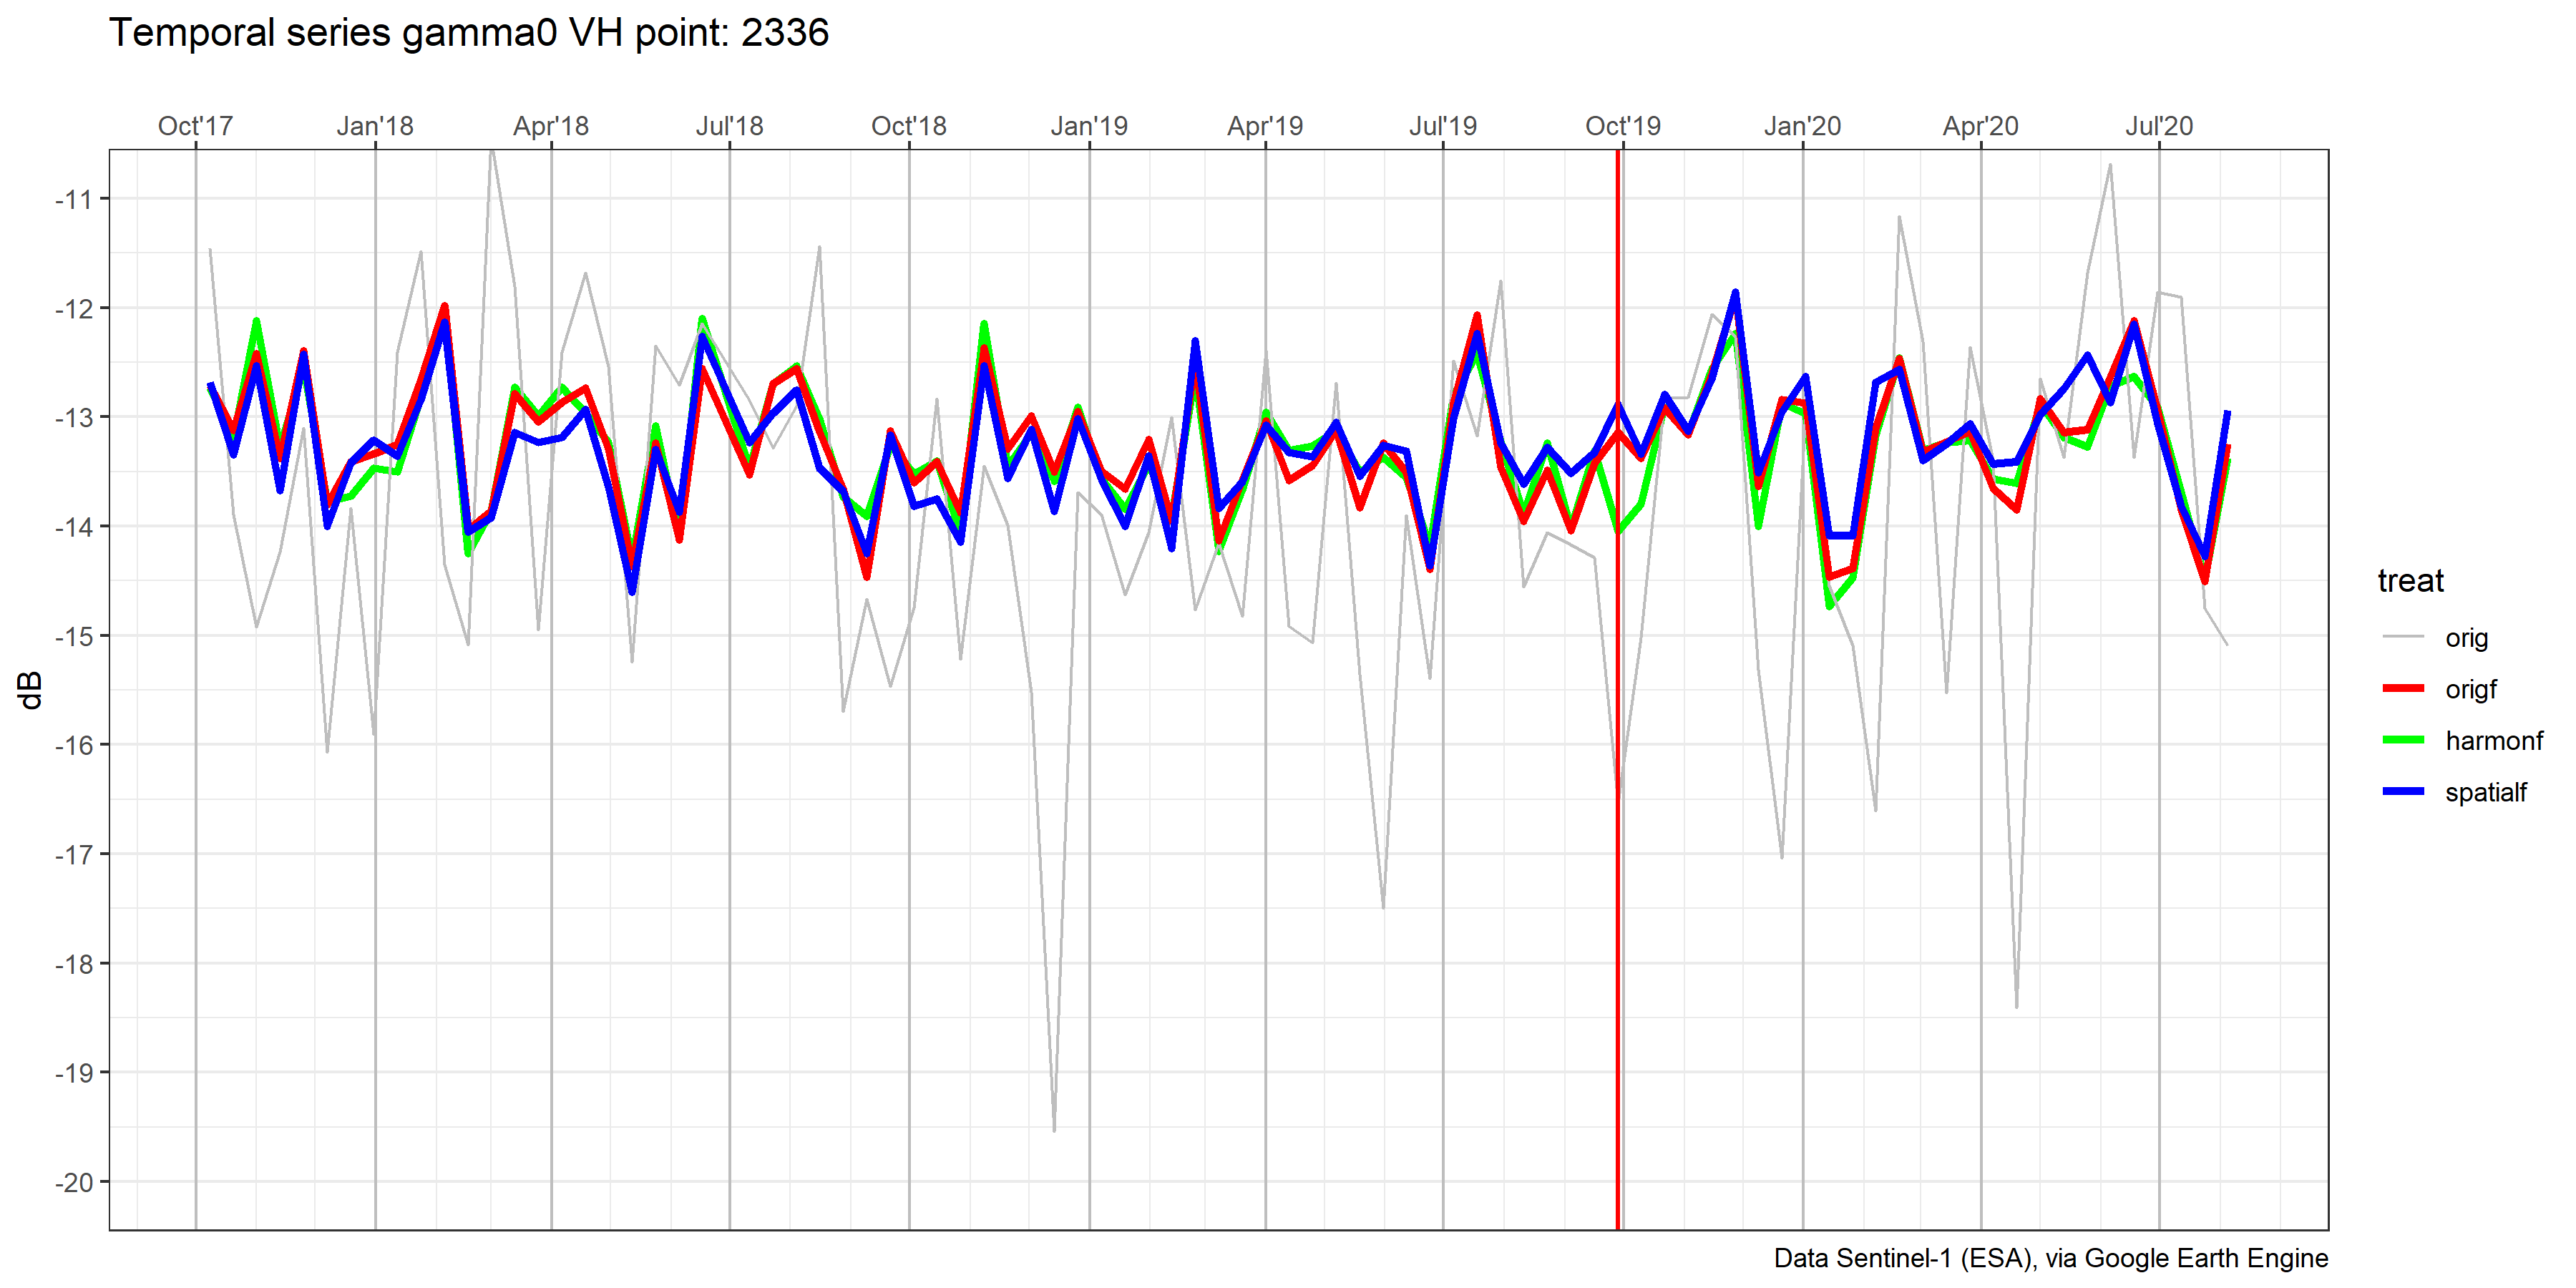 Temporal series gamma0 VH point: 2336
Oct'17 Jan'18 Apr'18 Jul'18 Oct'18 Jan'19 Apr'19 Jul'19 Oct'19 Jan'20 Apr'20 Jul'20
-11
-12
-13
-14
-15
-16
-17
-18
-19
-20
dB
treat
orig
origf
harmonf
spatialf
Data Sentinel-1 (ESA), via Google Earth Engine